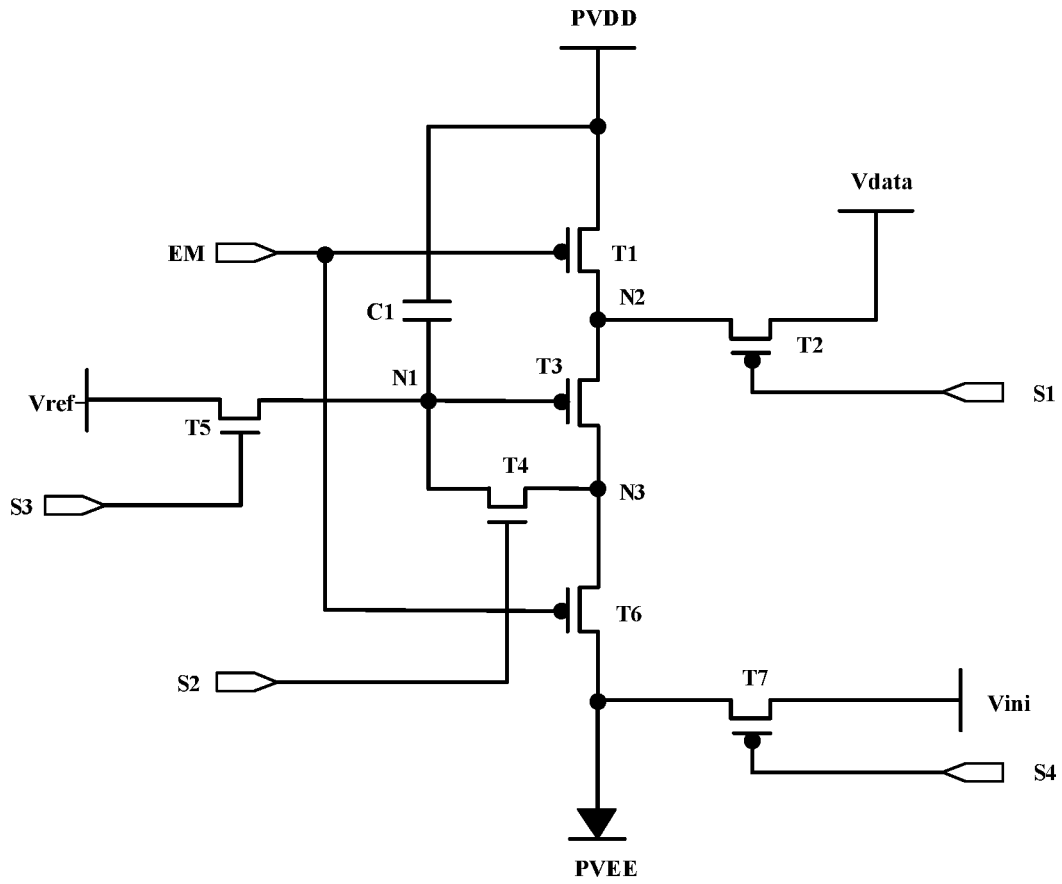 PVDD
Vdata
EM
T1
N2
C1
T2
T3
N1
Vref
S1
T5
T4
N3
S3
T6
S2
T7
Vini
S4
PVEE